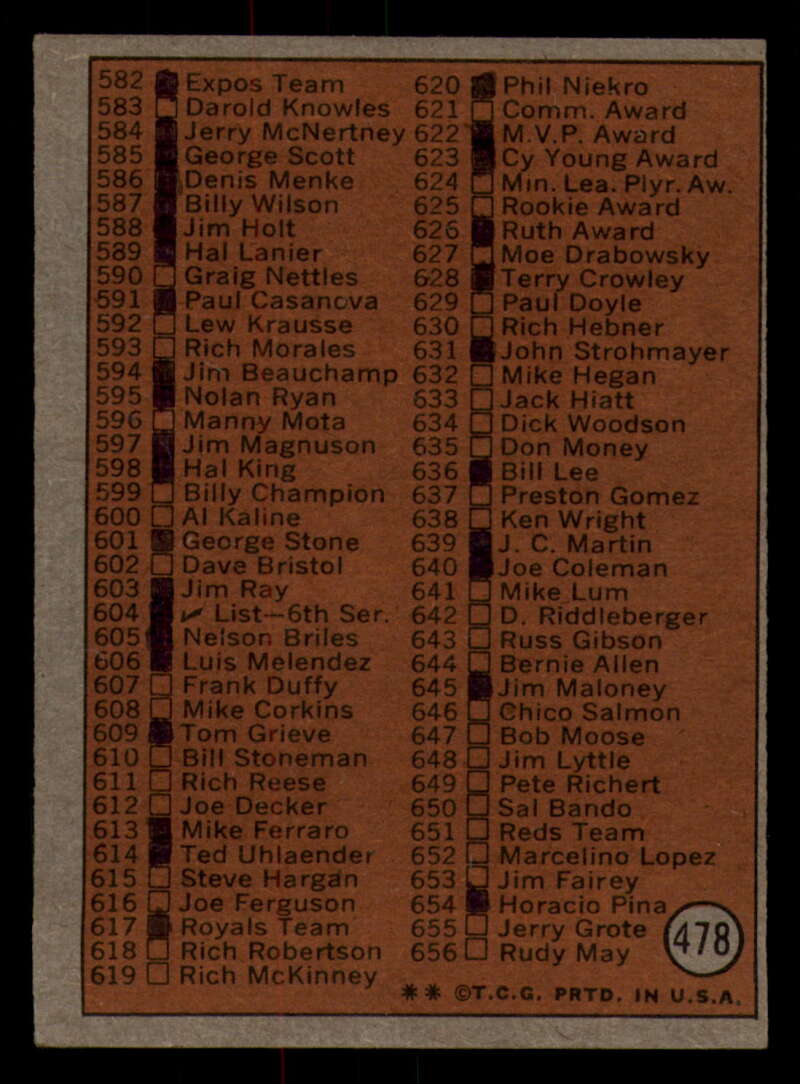 582 Expos Team
583 Darold Knowles
584 Jerry McNertney
585 George Scott
586 Denis Menke
587 Billy Wilson
588 Jim Holt
589 Hal Lanier
590 Graig Nettles
591 Paul Casanova
592 Lew Krausse
593 Rich Morales
594 Jim Beauchamp
595 Nolan Ryan
596 Manny Mota
597 Jim Magnuson
598 Hal King
599 Billy Champion
600 Al Kaline
601 George Stone
602 Dave Bristol
603 Jim Ray
604 ✓ List—6th Ser.
605 Nelson Briles
606 Luis Melendez
607 Frank Duffy
608 Mike Corkins
609 Tom Grieve
610 Bill Stoneman
611 Rich Reese
612 Joe Decker
613 Mike Ferraro
614 Ted Uhlaender
615 Steve Hargan
616 Joe Ferguson
617 Royals Team
618 Rich Robertson
619 Rich McKinney
620 Phil Niekro
621 Comm. Award
622 M.V.P. Award
623 Cy Young Award
624 Min. Lea. Plyr. Aw.
625 Rookie Award
626 Ruth Award
627 Moe Drabowsky
628 Terry Crowley
629 Paul Doyle
630 Rich Hebner
631 John Strohmayer
632 Mike Hegan
633 Jack Hiatt
634 Dick Woodson
635 Don Money
636 Bill Lee
637 Preston Gomez
638 Ken Wright
639 J. C. Martin
640 Joe Coleman
641 Mike Lum
642 D. Riddleberger
643 Russ Gibson
644 Bernie Allen
645 Jim Maloney
646 Chico Salmon
647 Bob Moose
648 Jim Lyttle
649 Pete Richert
650 Sal Bando
651 Reds Team
652 Marcelino Lopez
653 Jim Fairey
654 Horacio Pina
655 Jerry Grote
656 Rudy May
478
** ©T.C.G. PRTD. IN U.S.A.